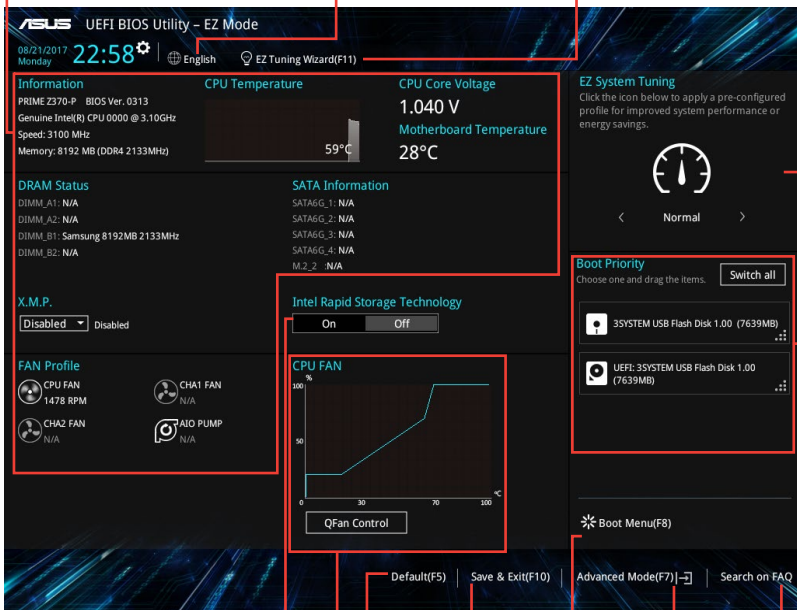 ASUS UEFI BIOS Utility – EZ Mode
08/21/2017
Monday
22:58
English
EZ Tuning Wizard(F11)
Information
PRIME Z370-P BIOS Ver. 0313
Genuine Intel(R) CPU 0000 @ 3.10GHz
Speed: 3100 MHz
Memory: 8192 MB (DDR4 2133MHz)
CPU Temperature
59°C
CPU Core Voltage
1.040 V
Motherboard Temperature
28°C
EZ System Tuning
Click the icon below to apply a pre-configured
profile for improved system performance or
energy savings.
< Normal >
DRAM Status
DIMM_A1: N/A
DIMM_A2: N/A
DIMM_B1: Samsung 8192MB 2133MHz
DIMM_B2: N/A
SATA Information
SATA6G_1: N/A
SATA6G_2: N/A
SATA6G_3: N/A
SATA6G_4: N/A
M.2_2 :N/A
X.M.P.
Disabled Disabled
Intel Rapid Storage Technology
On Off
Boot Priority
Choose one and drag the items.
Switch all
3SYSTEM USB Flash Disk 1.00 (7639MB)
UEFI: 3SYSTEM USB Flash Disk 1.00
(7639MB)
FAN Profile
CPU FAN
1478 RPM
CHA1 FAN
N/A
CHA2 FAN
N/A
AIO PUMP
N/A
CPU FAN
%
100
50
0 30 70 100
°C
QFan Control
Boot Menu(F8)
Default(F5)
Save & Exit(F10)
Advanced Mode(F7)
Search on FAQ